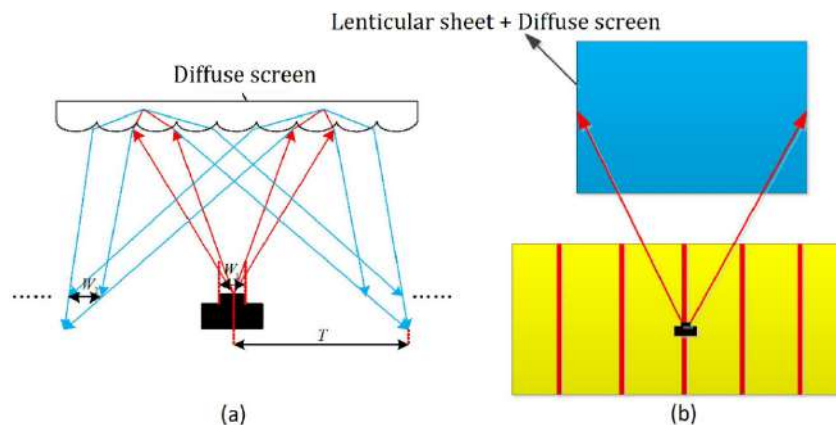 Lenticular sheet + Diffuse screen
Diffuse screen
W
W
......
......
T
(a)
(b)